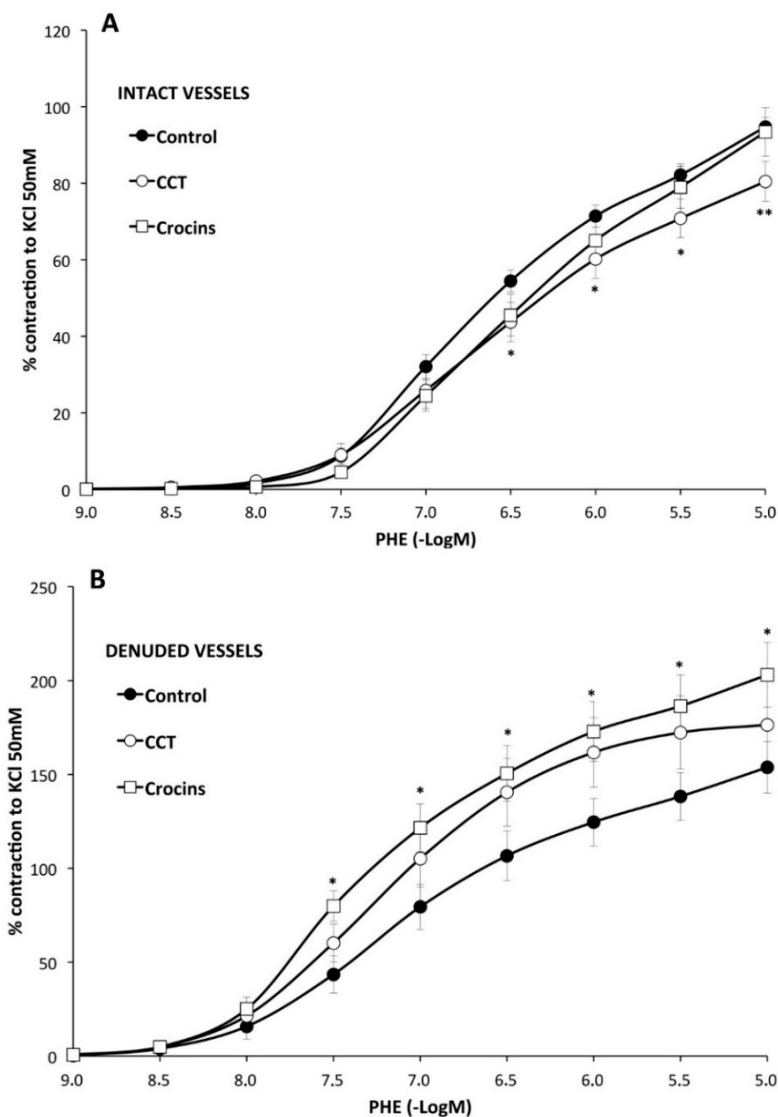 A
120
100
80
60
40
20
0
% contraction to KCl 50mM
INTACT VESSELS
Control
CCT
Crocins
*
*
*
**
9.0 8.5 8.0 7.5 7.0 6.5 6.0 5.5 5.0
PHE (-LogM)
B
250
200
150
100
50
0
% contraction to KCl 50mM
DENUDED VESSELS
Control
CCT
Crocins
*
*
*
*
*
*
9.0 8.5 8.0 7.5 7.0 6.5 6.0 5.5 5.0
PHE (-LogM)